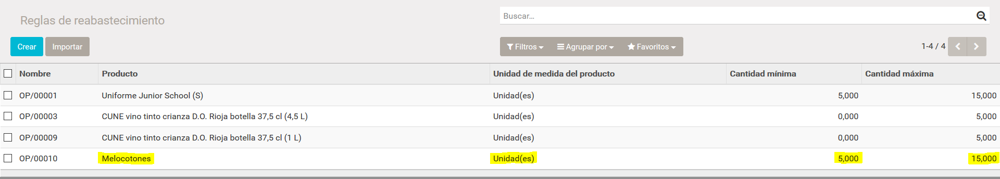 Reglas de reabastecimiento
Buscar...
Crear Importar
Filtros Agrupar por Favoritos 1-4 / 4
Nombre Producto Unidad de medida del producto Cantidad mínima Cantidad máxima
OP/00001 Uniforme Junior School (S) Unidad(es) 5,000 15,000
OP/00003 CUNE vino tinto crianza D.O. Rioja botella 37,5 cl (4,5 L) Unidad(es) 0,000 5,000
OP/00009 CUNE vino tinto crianza D.O. Rioja botella 37,5 cl (1 L) Unidad(es) 0,000 5,000
OP/00010 Melocotones Unidad(es) 5,000 15,000